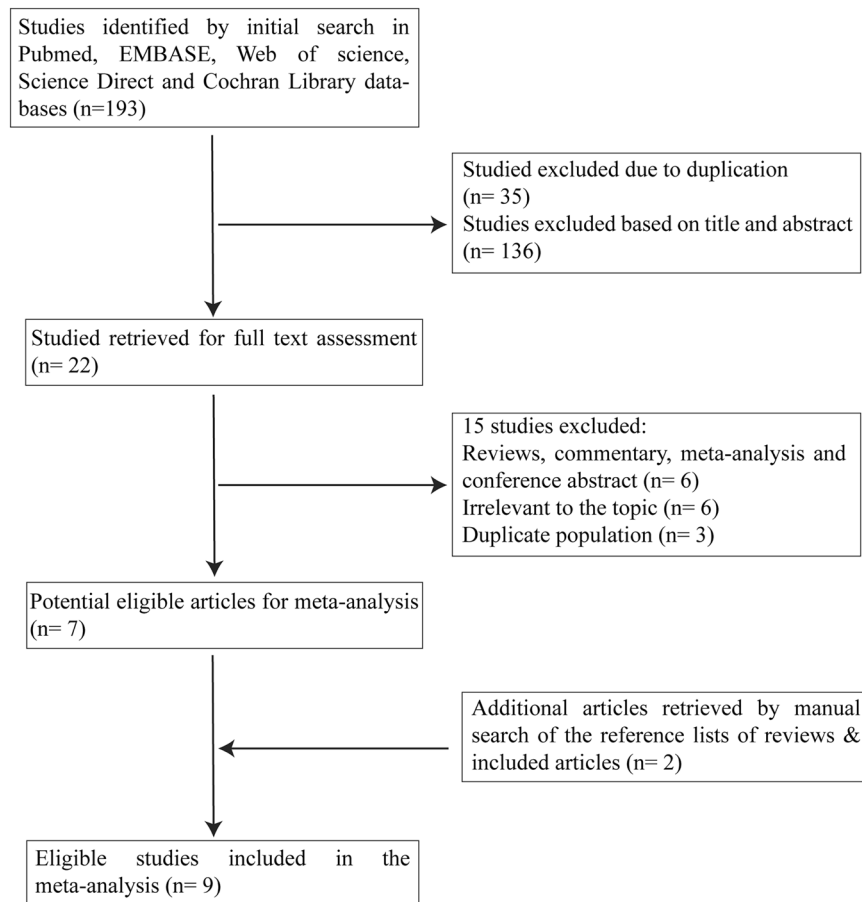 Studies identified by initial search in
Pubmed, EMBASE, Web of science,
Science Direct and Cochran Library data-
bases (n=193)
Studied excluded due to duplication
(n= 35)
Studies excluded based on title and abstract
(n= 136)
Studied retrieved for full text assessment
(n= 22)
15 studies excluded:
Reviews, commentary, meta-analysis and
conference abstract (n= 6)
Irrelevant to the topic (n= 6)
Duplicate population (n= 3)
Potential eligible articles for meta-analysis
(n= 7)
Additional articles retrieved by manual
search of the reference lists of reviews &
included articles (n= 2)
Eligible studies included in the
meta-analysis (n= 9)